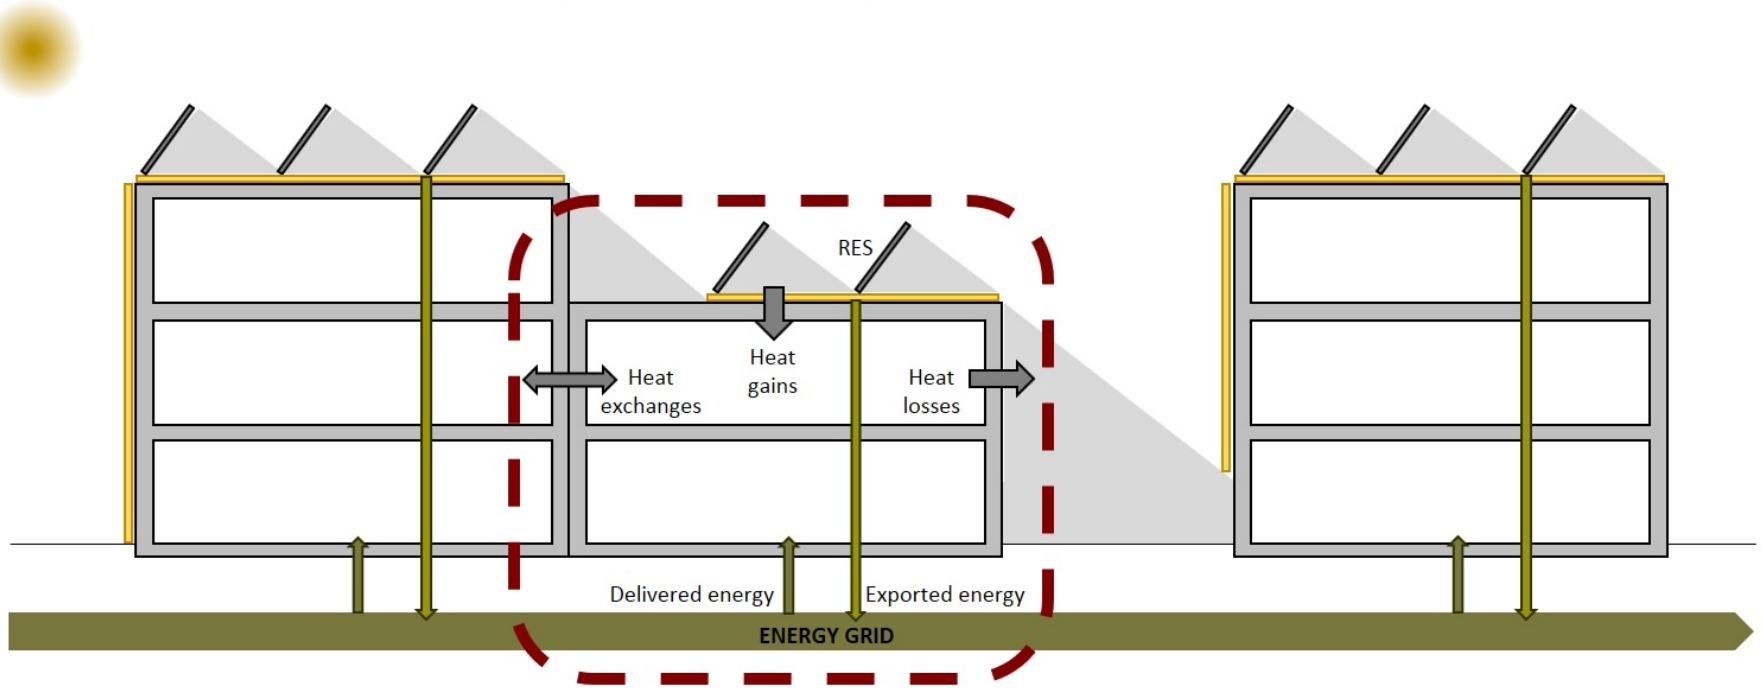 RES
Heat
gains
Heat
exchanges
Heat
losses
Delivered energy
Exported energy
ENERGY GRID